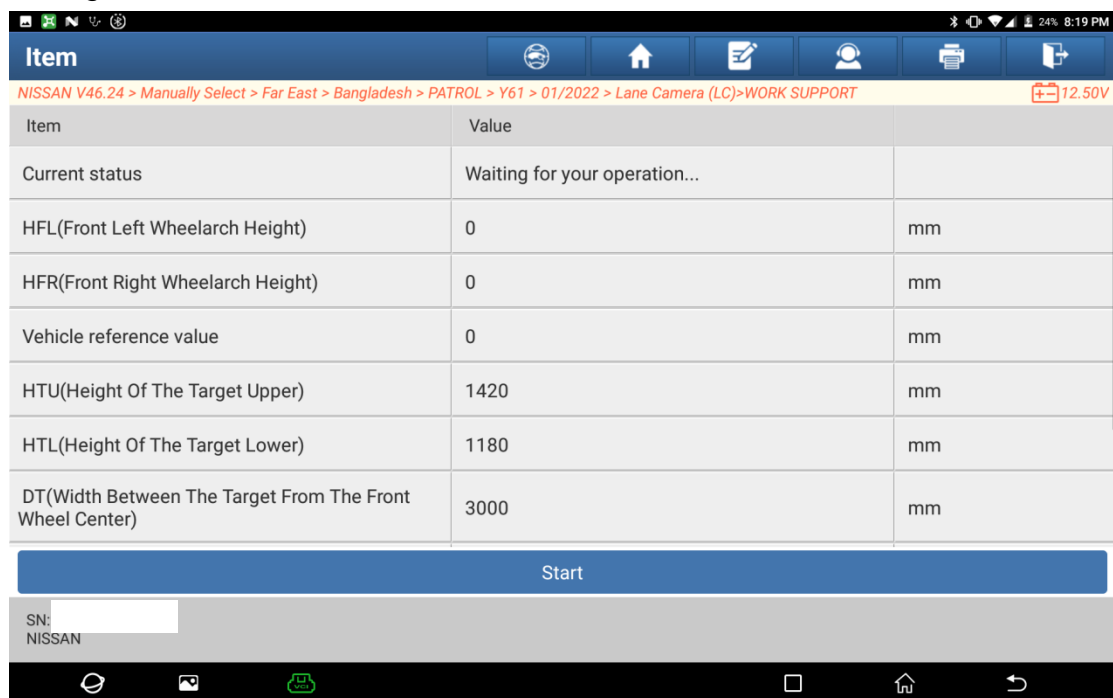 24% 8:19 PM
Item
NISSAN V46.24 > Manually Select > Far East > Bangladesh > PATROL > Y61 > 01/2022 > Lane Camera (LC)>WORK SUPPORT 12.50V
Item Value
Current status Waiting for your operation...
HFL(Front Left Wheelarch Height) 0 mm
HFR(Front Right Wheelarch Height) 0 mm
Vehicle reference value 0 mm
HTU(Height Of The Target Upper) 1420 mm
HTL(Height Of The Target Lower) 1180 mm
DT(Width Between The Target From The Front
Wheel Center) 3000 mm
Start
SN:
NISSAN
VCI